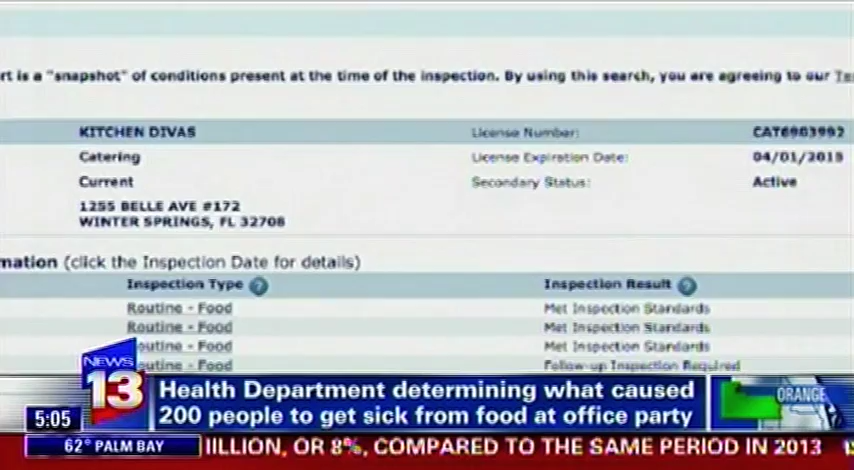 rt is a "snapshot" of conditions present at the time of the inspection. By using this search, you are agreeing to our
KITCHEN DIVAS License Number: CAT6903992
Catering License Expiration Date: 04/01/2015
Current Secondary Status: Active
1255 BELLE AVE #172
WINTER SPRINGS, FL 32708
mation (click the Inspection Date for details)
Inspection Type ? Inspection Result ?
Routine - Food Met Inspection Standards
Routine - Food Met Inspection Standards
outine - Food Met Inspection Standards
outine - Food Follow-up Inspection Required
NEWS
13
Health Department determining what caused
200 people to get sick from food at office party
ORANGE
5:05
62° PALM BAY
IILLION, OR 8%, COMPARED TO THE SAME PERIOD IN 2013